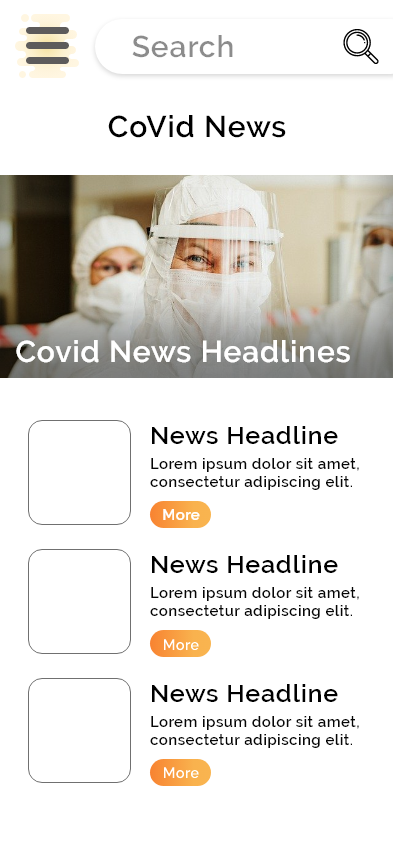 Search
CoVid News
Covid News Headlines
News Headline
Lorem ipsum dolor sit amet,
consectetur adipiscing elit.
More
News Headline
Lorem ipsum dolor sit amet,
consectetur adipiscing elit.
More
News Headline
Lorem ipsum dolor sit amet,
consectetur adipiscing elit.
More